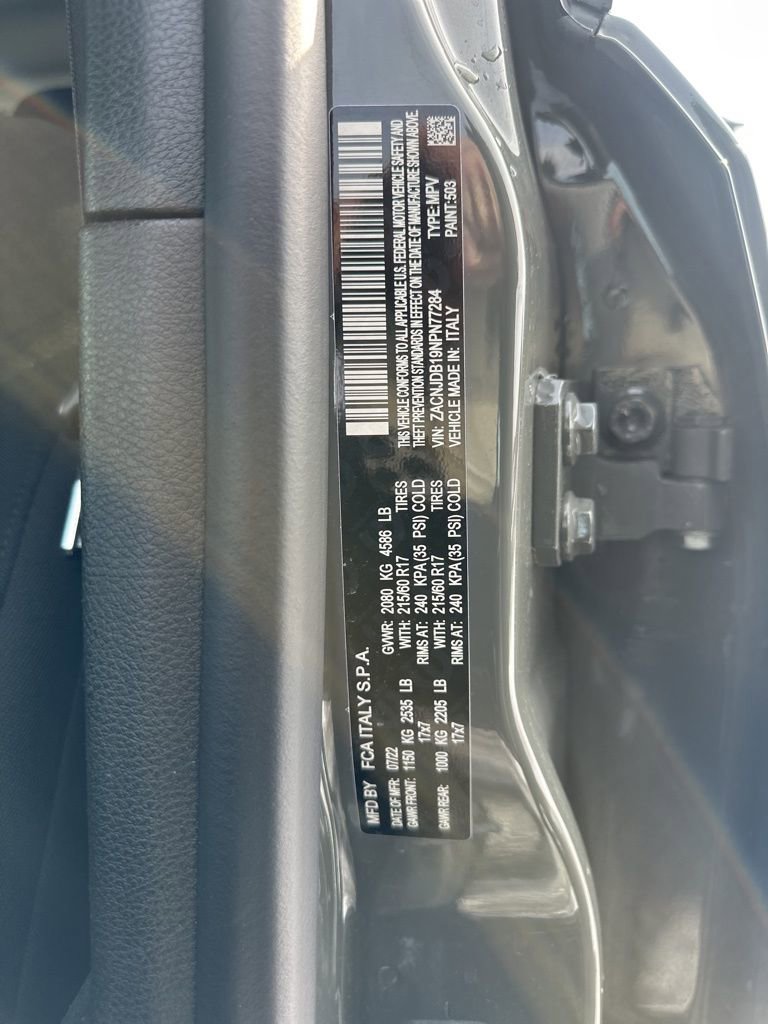 MFD BY FCA ITALY S.P.A.
DATE OF MFR: 07/22 GVWR: 2080 KG 4586 LB
GAWR FRONT: 1150 KG 2535 LB WITH: 215/60 R17 TIRES
17x7 RIMS AT: 240 KPA(35 PSI) COLD
GAWR REAR: 1000 KG 2205 LB WITH: 215/60 R17 TIRES
17x7 RIMS AT: 240 KPA(35 PSI) COLD
THIS VEHICLE CONFORMS TO ALL APPLICABLE U.S. FEDERAL MOTOR VEHICLE SAFETY AND
THEFT PREVENTION STANDARDS IN EFFECT ON THE DATE OF MANUFACTURE SHOWN ABOVE.
VIN: ZACNJDB19NPN77284 TYPE: MPV
VEHICLE MADE IN: ITALY PAINT: 503